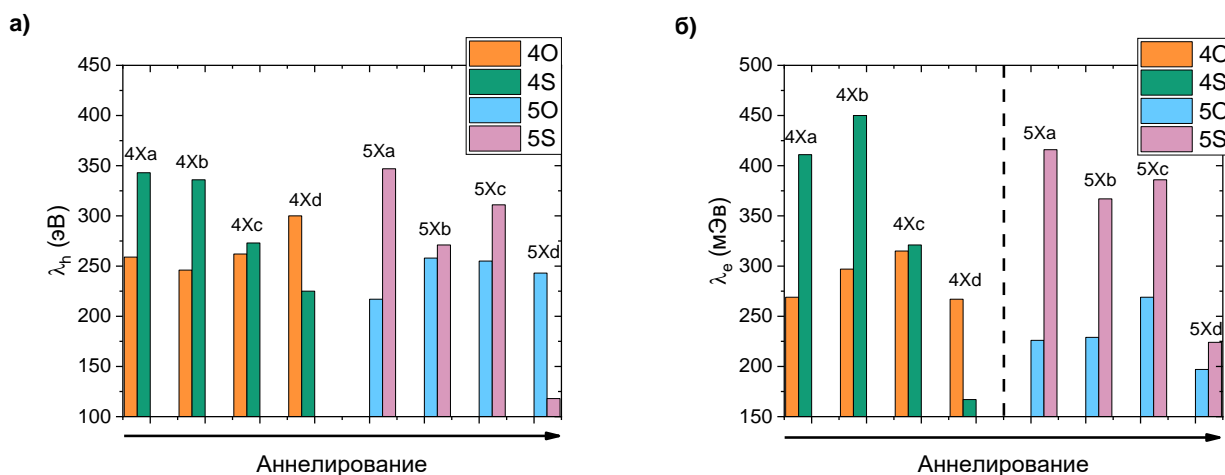 а)
4O
4S
5O
5S
450
400
350
300
250
200
150
100
λh (эВ)
4Xa
4Xb
4Xc
4Xd
5Xa
5Xb
5Xc
5Xd
Аннелирование
б)
4O
4S
5O
5S
500
450
400
350
300
250
200
150
λe (мЭв)
4Xa
4Xb
4Xc
4Xd
5Xa
5Xb
5Xc
5Xd
Аннелирование